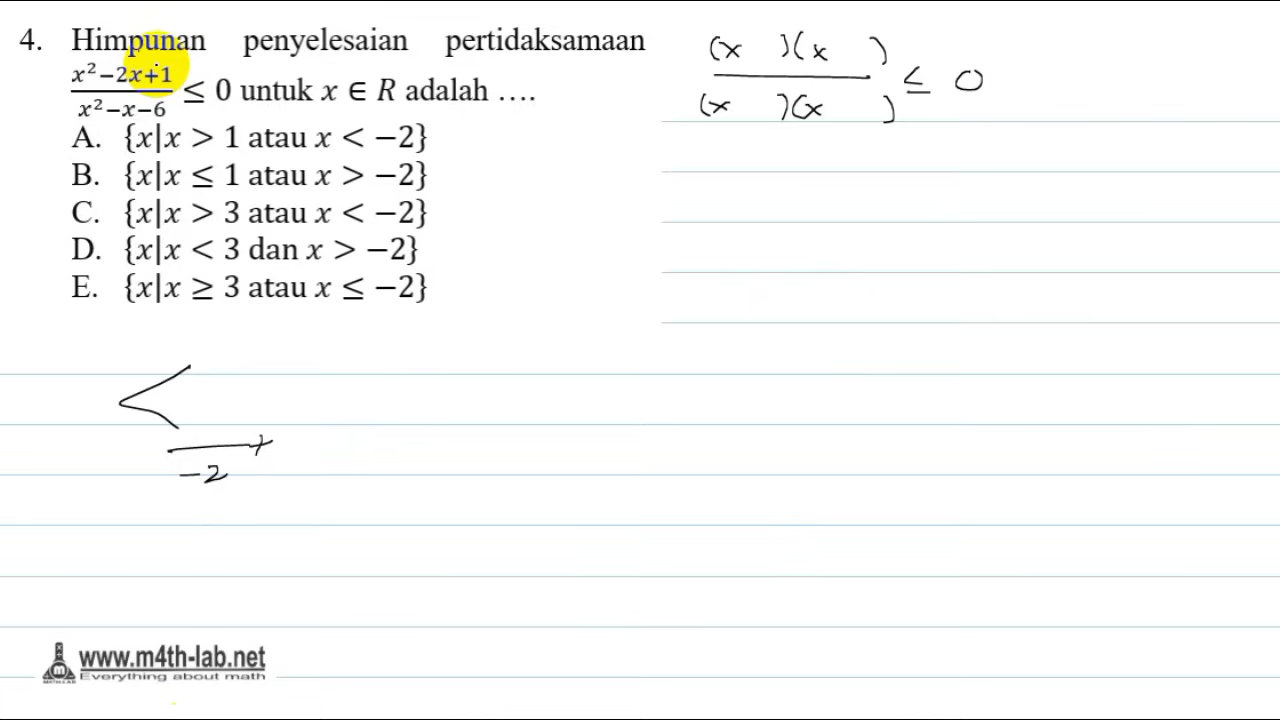 4. Himpunan penyelesaian pertidaksamaan
x²−2x+1/x²−x−6 ≤ 0 untuk x ∈ R adalah ….
A. {x|x > 1 atau x < −2}
B. {x|x ≤ 1 atau x > −2}
C. {x|x > 3 atau x < −2}
D. {x|x < 3 dan x > −2}
E. {x|x ≥ 3 atau x ≤ −2}
(x )(x )/(x )(x ) ≤ 0
<
+
−2
www.m4th-lab.net
Everything about math